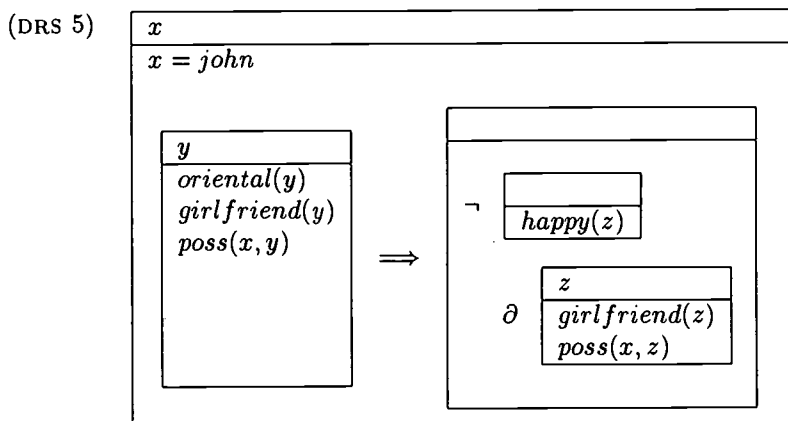 (DRS 5)
x
x = john
y
oriental(y)
girlfriend(y)
poss(x, y)
⟹
¬
happy(z)
∂
z
girlfriend(z)
poss(x, z)